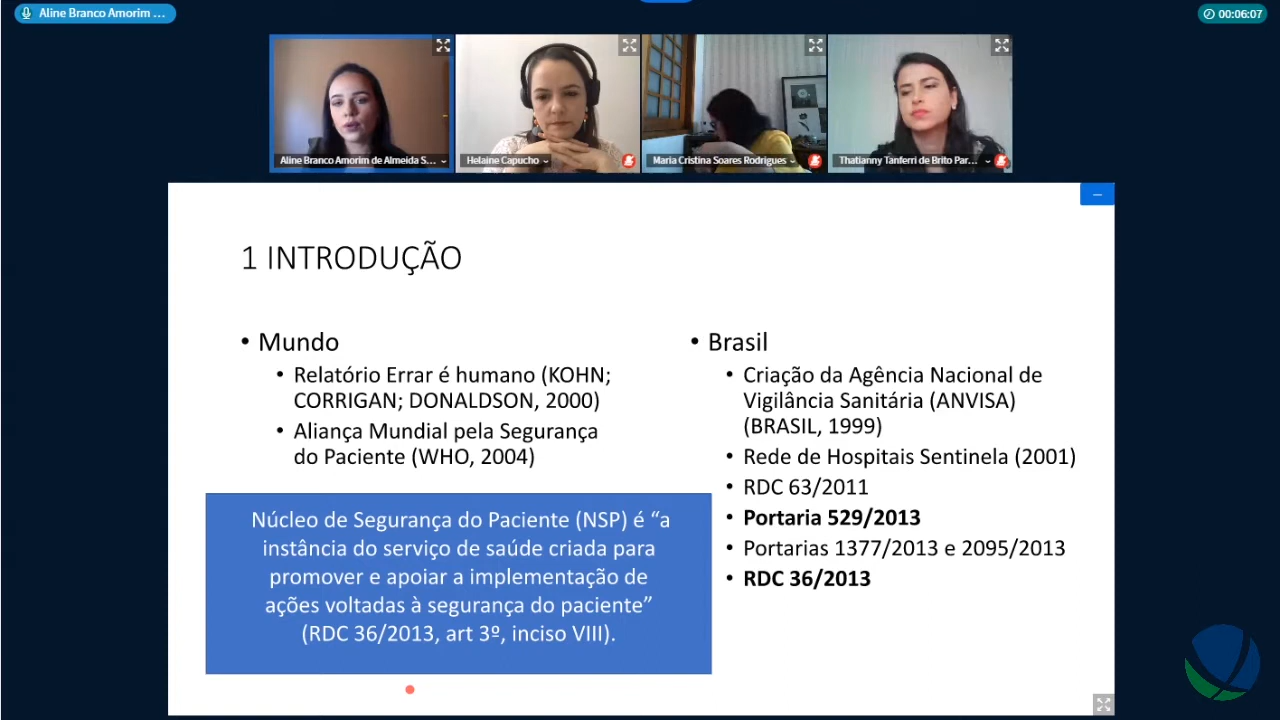 Aline Branco Amorim ...
00:06:07
Aline Branco Amorim de Almeida S...
Helaine Capucho
Maria Cristina Soares Rodrigues
Thatianny Tanferri de Brito Par...
1 INTRODUÇÃO
• Mundo
• Relatório Errar é humano (KOHN;
CORRIGAN; DONALDSON, 2000)
• Aliança Mundial pela Segurança
do Paciente (WHO, 2004)
Núcleo de Segurança do Paciente (NSP) é “a
instância do serviço de saúde criada para
promover e apoiar a implementação de
ações voltadas à segurança do paciente”
(RDC 36/2013, art 3º, inciso VIII).
• Brasil
• Criação da Agência Nacional de
Vigilância Sanitária (ANVISA)
(BRASIL, 1999)
• Rede de Hospitais Sentinela (2001)
• RDC 63/2011
• Portaria 529/2013
• Portarias 1377/2013 e 2095/2013
• RDC 36/2013